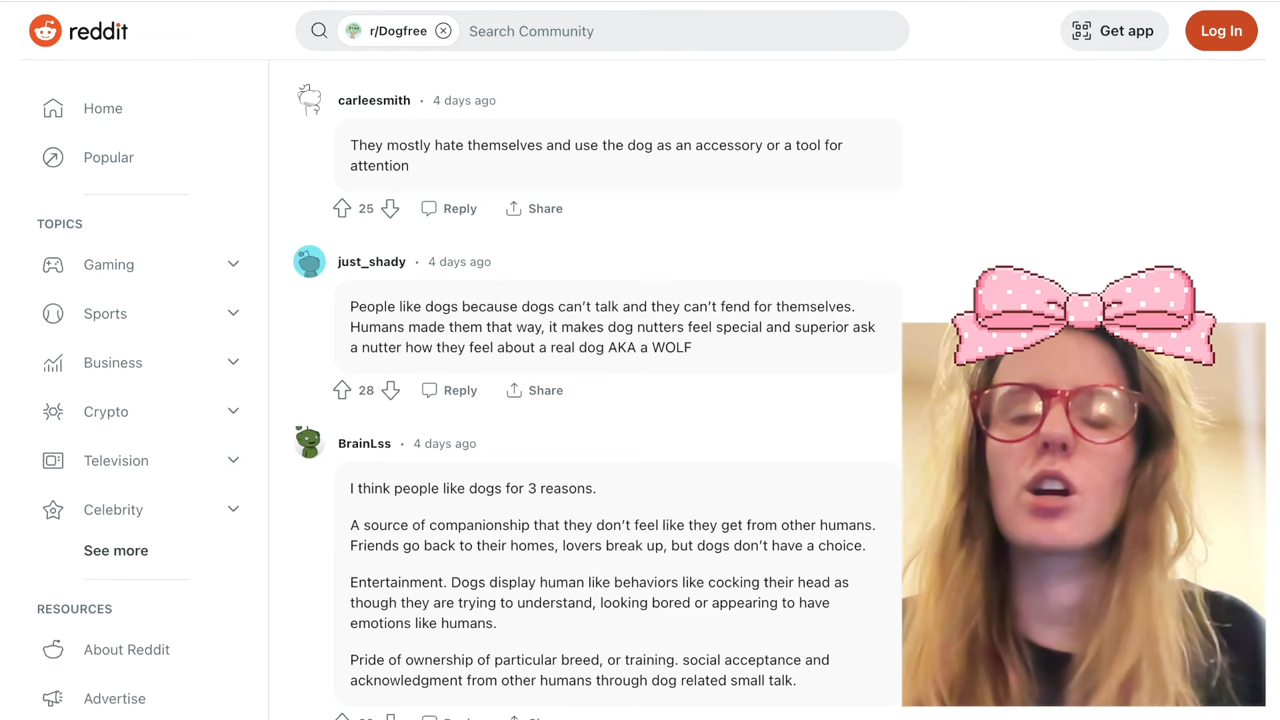 reddit
r/Dogfree
Search Community
Get app
Log In
Home
Popular
TOPICS
Gaming
Sports
Business
Crypto
Television
Celebrity
See more
RESOURCES
About Reddit
Advertise
carleesmith • 4 days ago
They mostly hate themselves and use the dog as an accessory or a tool for
attention
25
Reply
Share
just_shady • 4 days ago
People like dogs because dogs can’t talk and they can’t fend for themselves.
Humans made them that way, it makes dog nutters feel special and superior ask
a nutter how they feel about a real dog AKA a WOLF
28
Reply
Share
BrainLss • 4 days ago
I think people like dogs for 3 reasons.
A source of companionship that they don’t feel like they get from other humans.
Friends go back to their homes, lovers break up, but dogs don’t have a choice.
Entertainment. Dogs display human like behaviors like cocking their head as
though they are trying to understand, looking bored or appearing to have
emotions like humans.
Pride of ownership of particular breed, or training. social acceptance and
acknowledgment from other humans through dog related small talk.